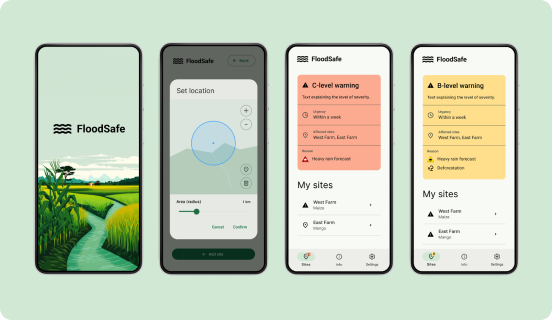 FloodSafe
FloodSafe
Back
Set location
Area (radius)
1 km
Cancel
Confirm
Add site
FloodSafe
C-level warning
Text explaining the level of severity.
Urgency
Within a week
Affected sites
West Farm, East Farm
Reason
Heavy rain forecast
My sites
West Farm
Maize
East Farm
Mango
Sites
Info
Settings
FloodSafe
B-level warning
Text explaining the level of severity.
Urgency
Within a week
Affected sites
West Farm, East Farm
Reason
Heavy rain forecast
Deforestation
My sites
West Farm
Maize
East Farm
Mango
Sites
Info
Settings